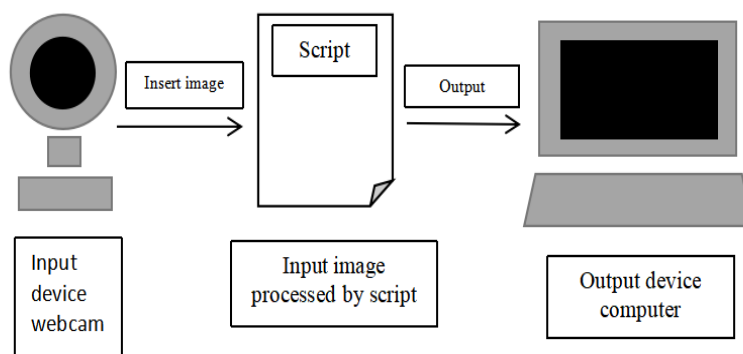 Script
Insert image
Output
Input
device
webcam
Input image
processed by script
Output device
computer